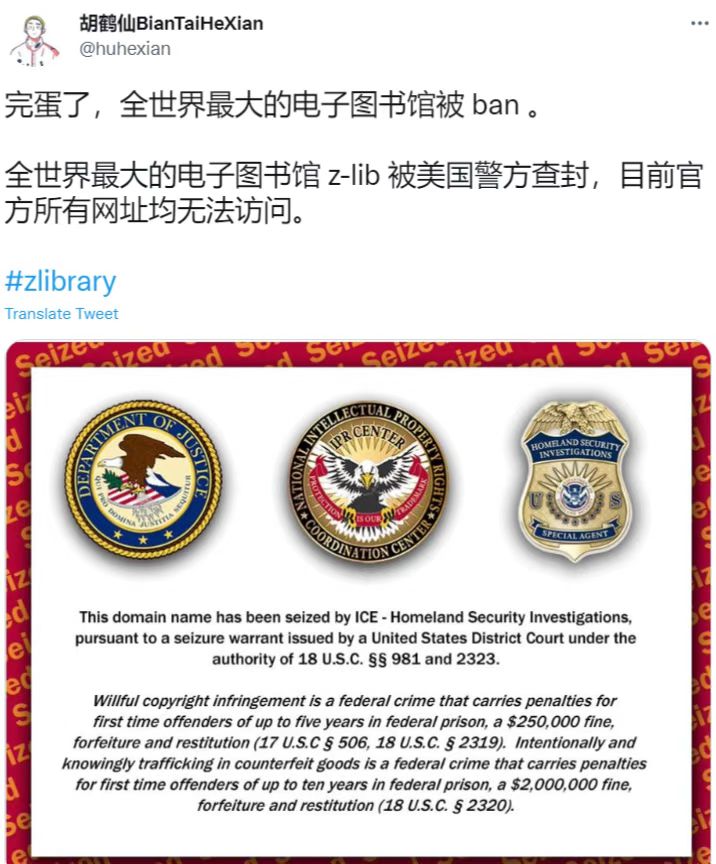 胡鹤仙BianTaiHeXian
@huhexian
完蛋了，全世界最大的电子图书馆被 ban 。
全世界最大的电子图书馆 z-lib 被美国警方查封，目前官
方所有网址均无法访问。
#zlibrary
Translate Tweet
Seized Seized Seized Seized Seized Seized Seized
DEPARTMENT OF JUSTICE
QUI PRO DOMINA JUSTITIA SEQUITUR
NATIONAL INTELLECTUAL PROPERTY RIGHTS
IPR CENTER
PROTECTION IS OUR TRADEMARK
COORDINATION CENTER
HOMELAND SECURITY
INVESTIGATIONS
U S
SPECIAL AGENT
This domain name has been seized by ICE - Homeland Security Investigations,
pursuant to a seizure warrant issued by a United States District Court under the
authority of 18 U.S.C. §§ 981 and 2323.
Willful copyright infringement is a federal crime that carries penalties for
first time offenders of up to five years in federal prison, a $250,000 fine,
forfeiture and restitution (17 U.S.C § 506, 18 U.S.C. § 2319). Intentionally and
knowingly trafficking in counterfeit goods is a federal crime that carries penalties
for first time offenders of up to ten years in federal prison, a $2,000,000 fine,
forfeiture and restitution (18 U.S.C. § 2320).